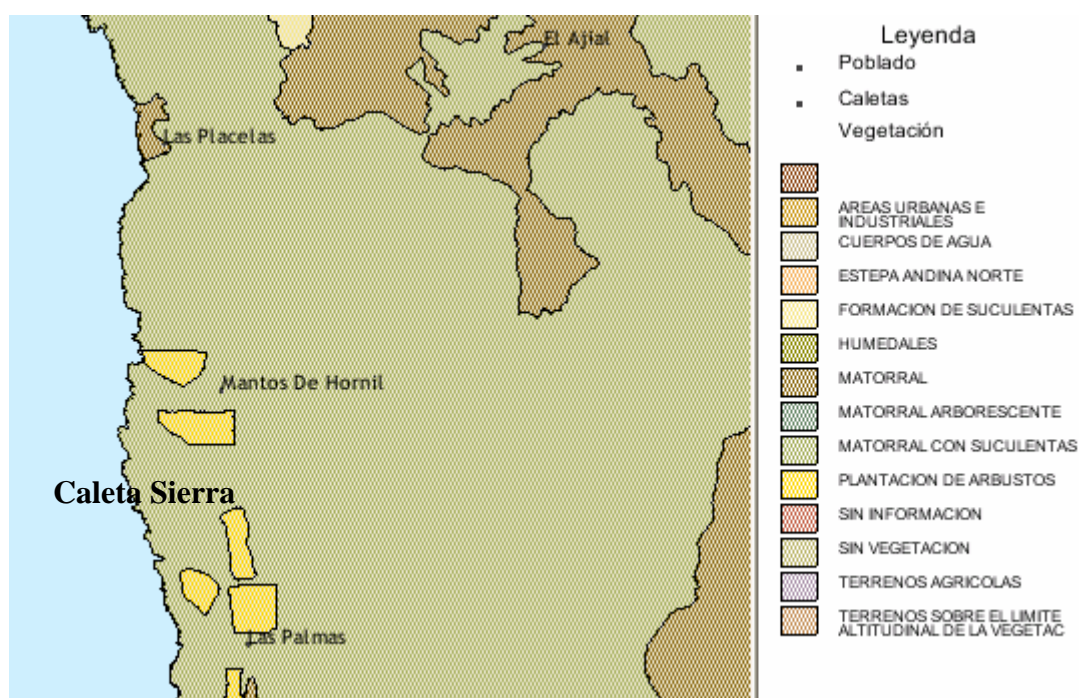 El Ajial
Las Placelas
Mantos De Hornil
Caleta Sierra
Las Palmas
Leyenda
Poblado
Caletas
Vegetación
AREAS URBANAS E
INDUSTRIALES
CUERPOS DE AGUA
ESTEPA ANDINA NORTE
FORMACION DE SUCULENTAS
HUMEDALES
MATORRAL
MATORRAL ARBORESCENTE
MATORRAL CON SUCULENTAS
PLANTACION DE ARBUSTOS
SIN INFORMACION
SIN VEGETACION
TERRENOS AGRICOLAS
TERRENOS SOBRE EL LIMITE
ALTITUDINAL DE LA VEGETAC